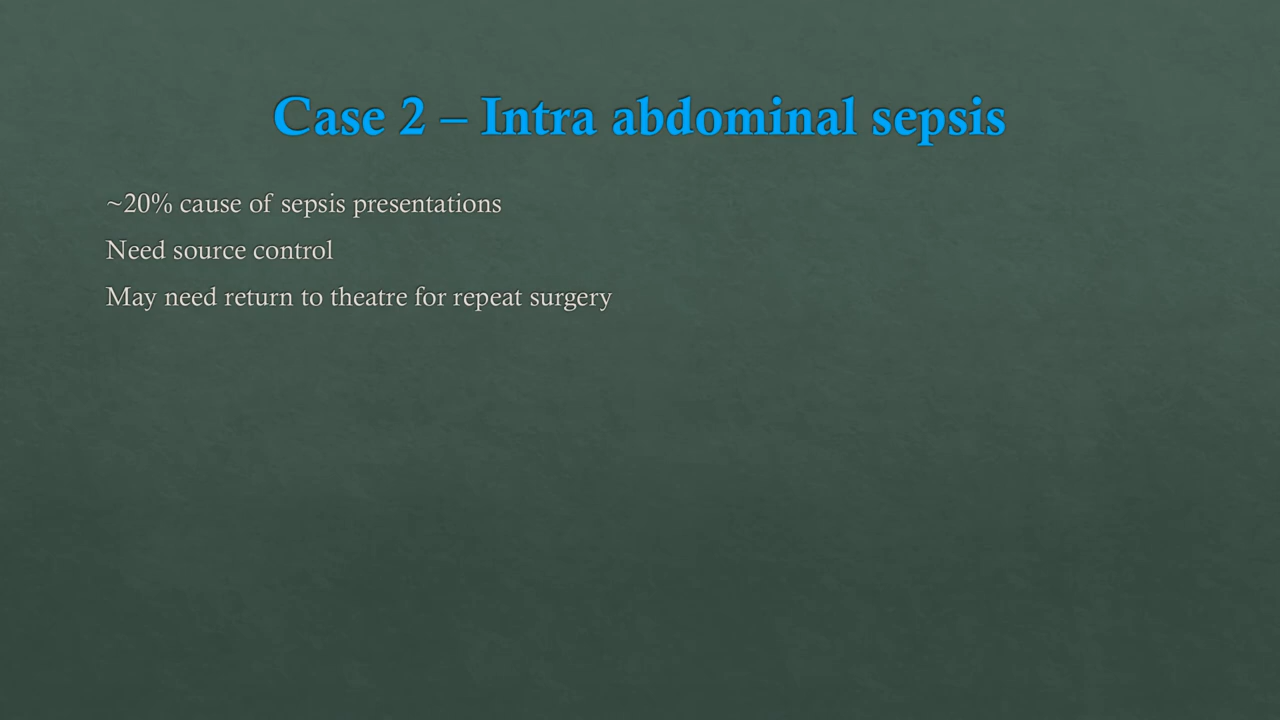 Case 2 – Intra abdominal sepsis
~20% cause of sepsis presentations
Need source control
May need return to theatre for repeat surgery